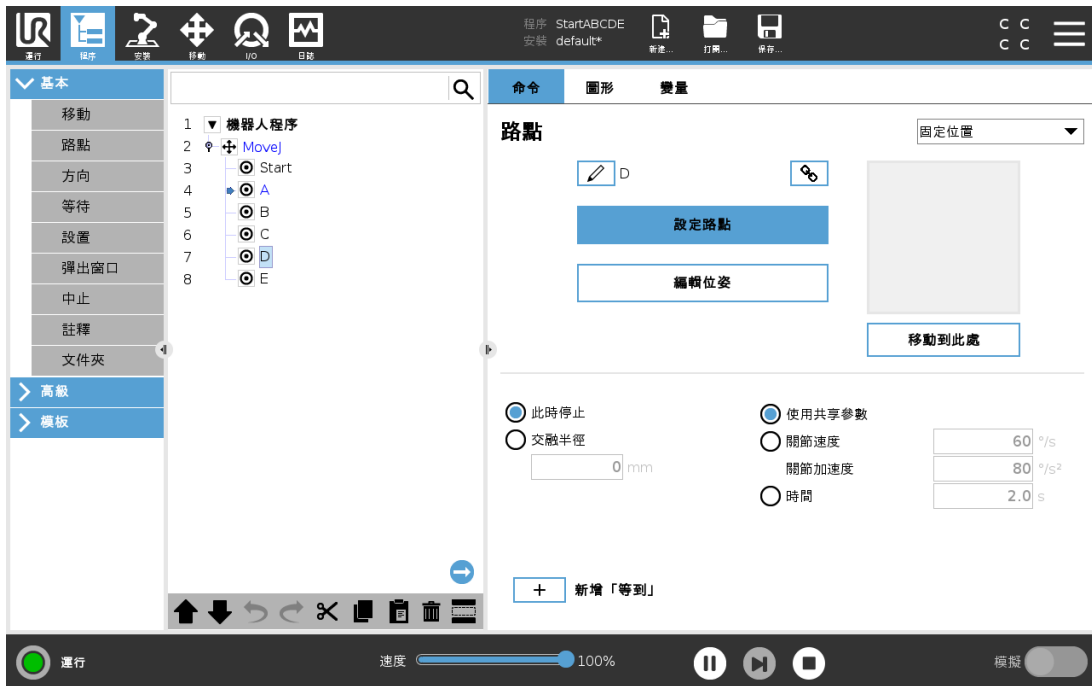 UR
運行
程序
安裝
移動
I/O
日誌
程序 StartABCDE
安裝 default*
新建...
打開...
保存...
C C
C C
基本
移動
路點
方向
等待
設置
彈出窗口
中止
註釋
文件夾
高級
模板
1 機器人程序
2 MoveJ
3 Start
4 A
5 B
6 C
7 D
8 E
命令 圖形 變量
路點
固定位置
D
設定路點
編輯位姿
移動到此處
此時停止
交融半徑
0 mm
使用共享參數
關節速度 60 °/s
關節加速度 80 °/s²
時間 2.0 s
+ 新增「等到」
運行
速度 100%
模擬